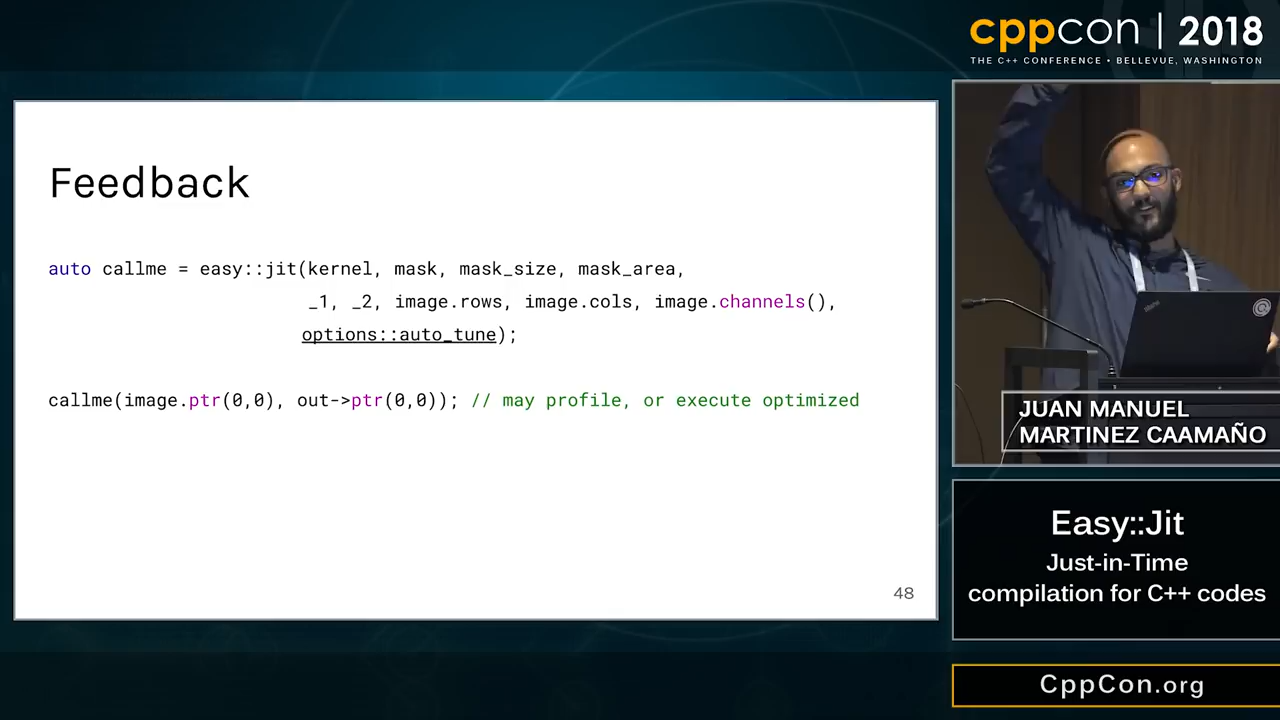 cppcon | 2018
THE C++ CONFERENCE • BELLEVUE, WASHINGTON
Feedback
auto callme = easy::jit(kernel, mask, mask_size, mask_area,
_1, _2, image.rows, image.cols, image.channels(),
options::auto_tune);
callme(image.ptr(0,0), out->ptr(0,0)); // may profile, or execute optimized
48
JUAN MANUEL
MARTINEZ CAAMAÑO
Easy::Jit
Just-in-Time
compilation for C++ codes
CppCon.org